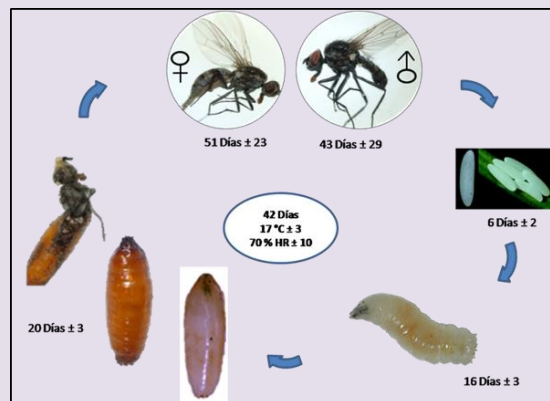 ♀
♂
51 Días ± 23
43 Días ± 29
6 Días ± 2
42 Días
17 °C ± 3
70 % HR ± 10
20 Días ± 3
16 Días ± 3